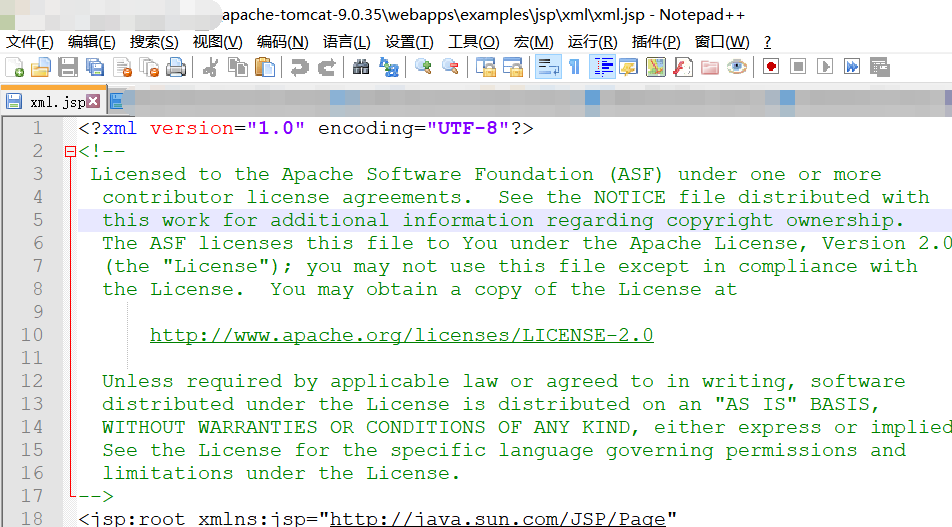 apache-tomcat-9.0.35\webapps\examples\jsp\xml\xml.jsp - Notepad++
文件(F) 编辑(E) 搜索(S) 视图(V) 编码(N) 语言(L) 设置(T) 工具(O) 宏(M) 运行(R) 插件(P) 窗口(W) ?
xml.jsp
1 <?xml version="1.0" encoding="UTF-8"?>
2 <!--
3 Licensed to the Apache Software Foundation (ASF) under one or more
4 contributor license agreements.  See the NOTICE file distributed with
5 this work for additional information regarding copyright ownership.
6 The ASF licenses this file to You under the Apache License, Version 2.0
7 (the "License"); you may not use this file except in compliance with
8 the License.  You may obtain a copy of the License at
9
10 http://www.apache.org/licenses/LICENSE-2.0
11
12 Unless required by applicable law or agreed to in writing, software
13 distributed under the License is distributed on an "AS IS" BASIS,
14 WITHOUT WARRANTIES OR CONDITIONS OF ANY KIND, either express or implied
15 See the License for the specific language governing permissions and
16 limitations under the License.
17 -->
18 <jsp:root xmlns:jsp="http://java.sun.com/JSP/Page"